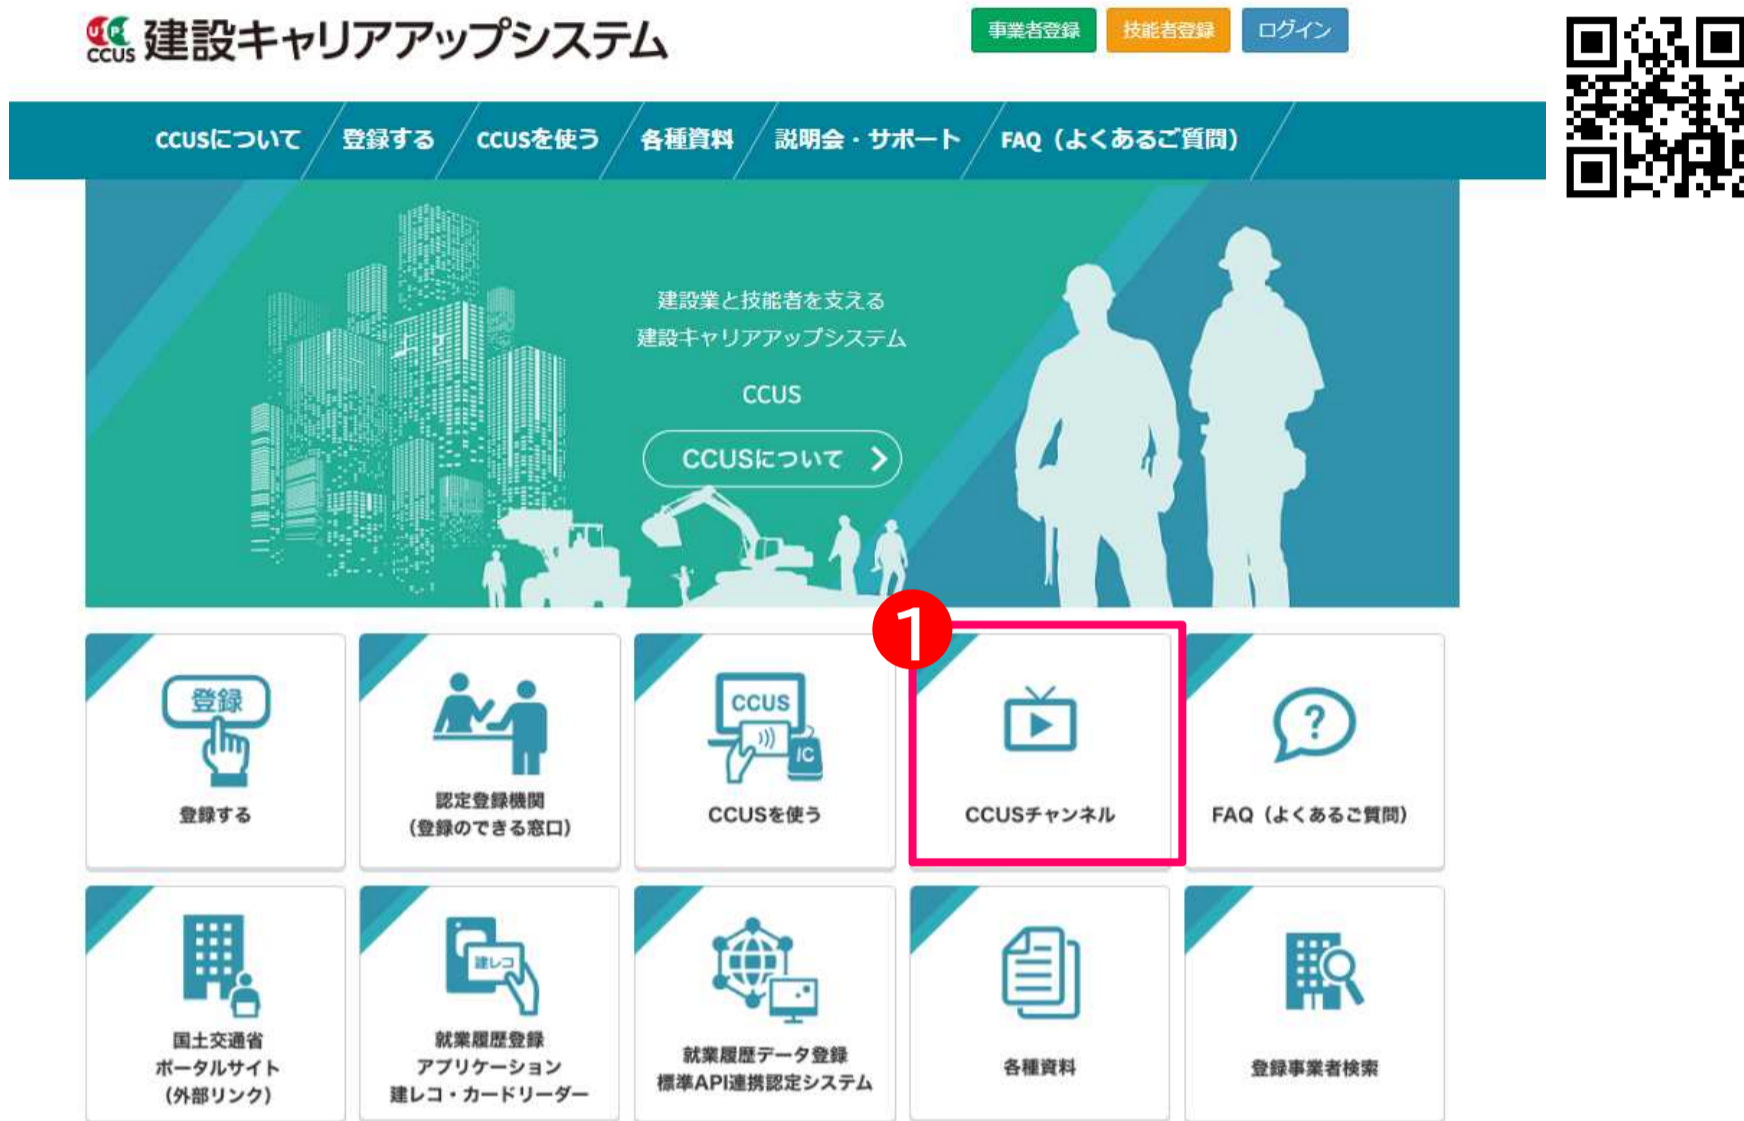 CCUS 建設キャリアアップシステム
事業者登録 技能者登録 ログイン
CCUSについて 登録する CCUSを使う 各種資料 説明会・サポート FAQ（よくあるご質問）
建設業と技能者を支える
建設キャリアアップシステム
CCUS
CCUSについて
1
登録
登録する
認定登録機関
（登録のできる窓口）
CCUS
IC
CCUSを使う
CCUSチャンネル
?
FAQ（よくあるご質問）
国土交通省
ポータルサイト
（外部リンク）
建レコ
就業履歴登録
アプリケーション
建レコ・カードリーダー
就業履歴データ登録
標準API連携認定システム
各種資料
登録事業者検索